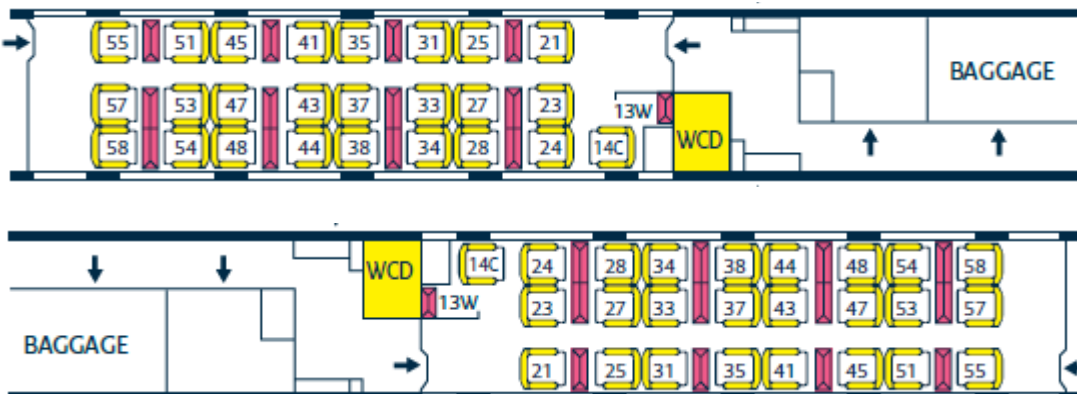 55 51 45 41 35 31 25 21
BAGGAGE
57 53 47 43 37 33 27 23
13W
58 54 48 44 38 34 28 24 14C WCD
WCD 14C 24 28 34 38 44 48 54 58
13W 23 27 33 37 43 47 53 57
BAGGAGE
21 25 31 35 41 45 51 55